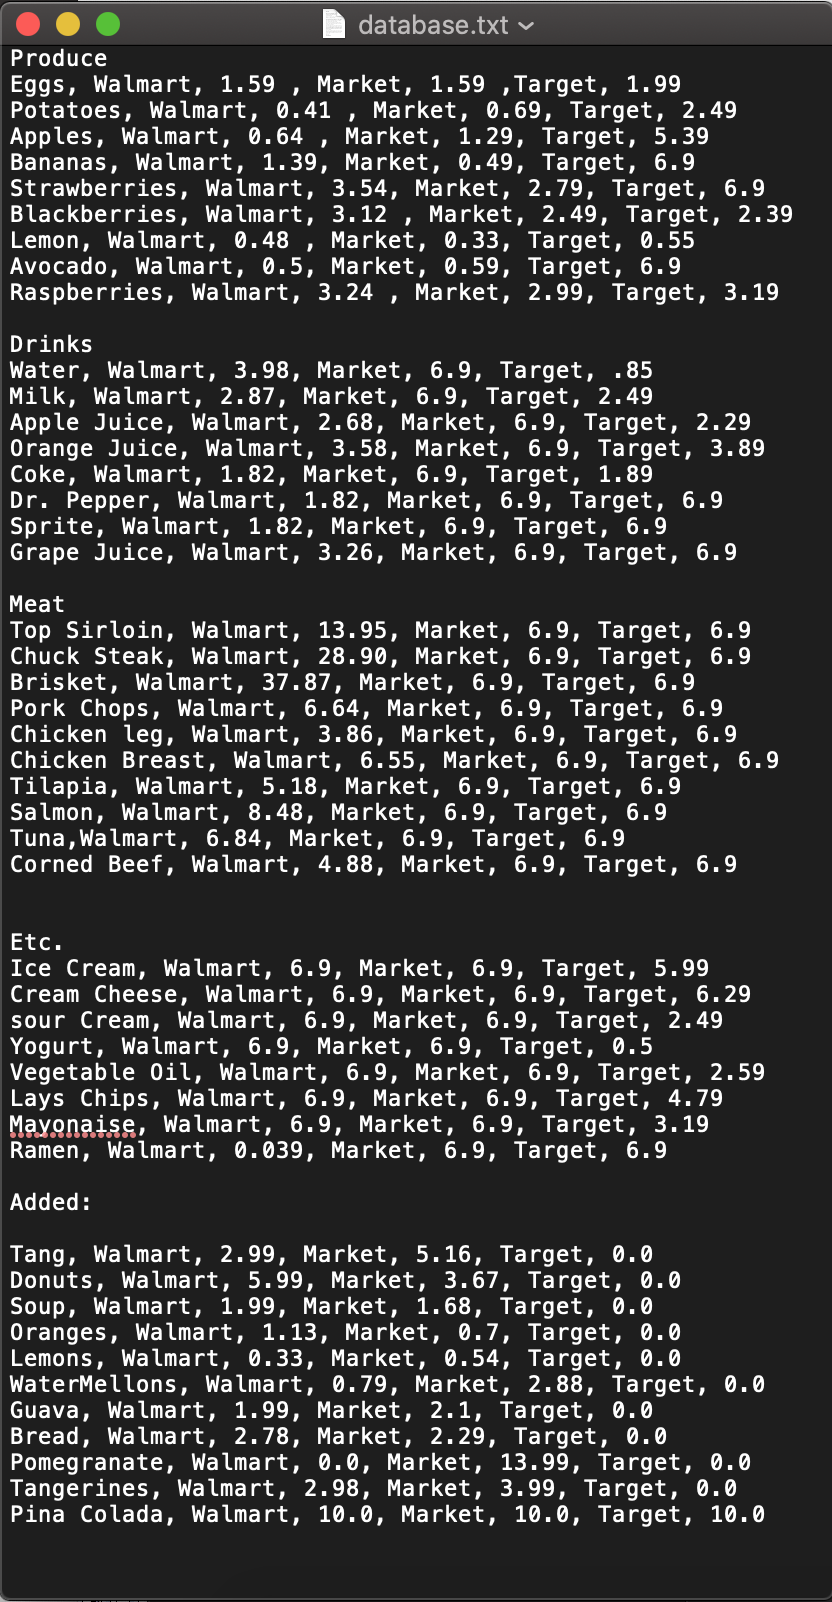 database.txt
Produce
Eggs, Walmart, 1.59 , Market, 1.59 ,Target, 1.99
Potatoes, Walmart, 0.41 , Market, 0.69, Target, 2.49
Apples, Walmart, 0.64 , Market, 1.29, Target, 5.39
Bananas, Walmart, 1.39, Market, 0.49, Target, 6.9
Strawberries, Walmart, 3.54, Market, 2.79, Target, 6.9
Blackberries, Walmart, 3.12 , Market, 2.49, Target, 2.39
Lemon, Walmart, 0.48 , Market, 0.33, Target, 0.55
Avocado, Walmart, 0.5, Market, 0.59, Target, 6.9
Raspberries, Walmart, 3.24 , Market, 2.99, Target, 3.19

Drinks
Water, Walmart, 3.98, Market, 6.9, Target, .85
Milk, Walmart, 2.87, Market, 6.9, Target, 2.49
Apple Juice, Walmart, 2.68, Market, 6.9, Target, 2.29
Orange Juice, Walmart, 3.58, Market, 6.9, Target, 3.89
Coke, Walmart, 1.82, Market, 6.9, Target, 1.89
Dr. Pepper, Walmart, 1.82, Market, 6.9, Target, 6.9
Sprite, Walmart, 1.82, Market, 6.9, Target, 6.9
Grape Juice, Walmart, 3.26, Market, 6.9, Target, 6.9

Meat
Top Sirloin, Walmart, 13.95, Market, 6.9, Target, 6.9
Chuck Steak, Walmart, 28.90, Market, 6.9, Target, 6.9
Brisket, Walmart, 37.87, Market, 6.9, Target, 6.9
Pork Chops, Walmart, 6.64, Market, 6.9, Target, 6.9
Chicken leg, Walmart, 3.86, Market, 6.9, Target, 6.9
Chicken Breast, Walmart, 6.55, Market, 6.9, Target, 6.9
Tilapia, Walmart, 5.18, Market, 6.9, Target, 6.9
Salmon, Walmart, 8.48, Market, 6.9, Target, 6.9
Tuna,Walmart, 6.84, Market, 6.9, Target, 6.9
Corned Beef, Walmart, 4.88, Market, 6.9, Target, 6.9

Etc.
Ice Cream, Walmart, 6.9, Market, 6.9, Target, 5.99
Cream Cheese, Walmart, 6.9, Market, 6.9, Target, 6.29
sour Cream, Walmart, 6.9, Market, 6.9, Target, 2.49
Yogurt, Walmart, 6.9, Market, 6.9, Target, 0.5
Vegetable Oil, Walmart, 6.9, Market, 6.9, Target, 2.59
Lays Chips, Walmart, 6.9, Market, 6.9, Target, 4.79
Mayonaise, Walmart, 6.9, Market, 6.9, Target, 3.19
Ramen, Walmart, 0.039, Market, 6.9, Target, 6.9

Added:

Tang, Walmart, 2.99, Market, 5.16, Target, 0.0
Donuts, Walmart, 5.99, Market, 3.67, Target, 0.0
Soup, Walmart, 1.99, Market, 1.68, Target, 0.0
Oranges, Walmart, 1.13, Market, 0.7, Target, 0.0
Lemons, Walmart, 0.33, Market, 0.54, Target, 0.0
WaterMellons, Walmart, 0.79, Market, 2.88, Target, 0.0
Guava, Walmart, 1.99, Market, 2.1, Target, 0.0
Bread, Walmart, 2.78, Market, 2.29, Target, 0.0
Pomegranate, Walmart, 0.0, Market, 13.99, Target, 0.0
Tangerines, Walmart, 2.98, Market, 3.99, Target, 0.0
Pina Colada, Walmart, 10.0, Market, 10.0, Target, 10.0